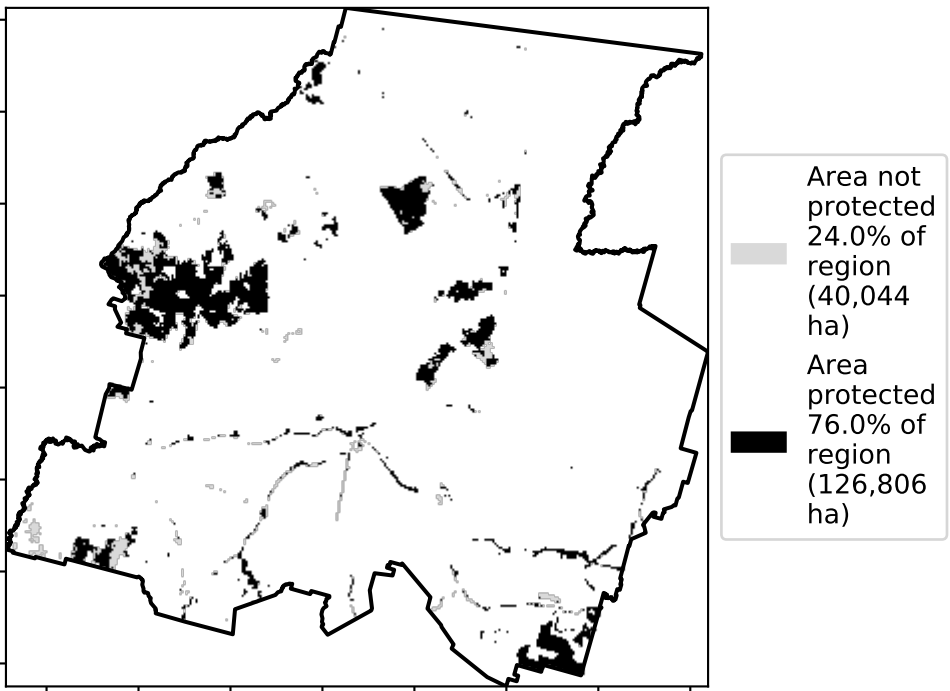 Area not
protected
24.0% of
region
(40,044
ha)
Area
protected
76.0% of
region
(126,806
ha)